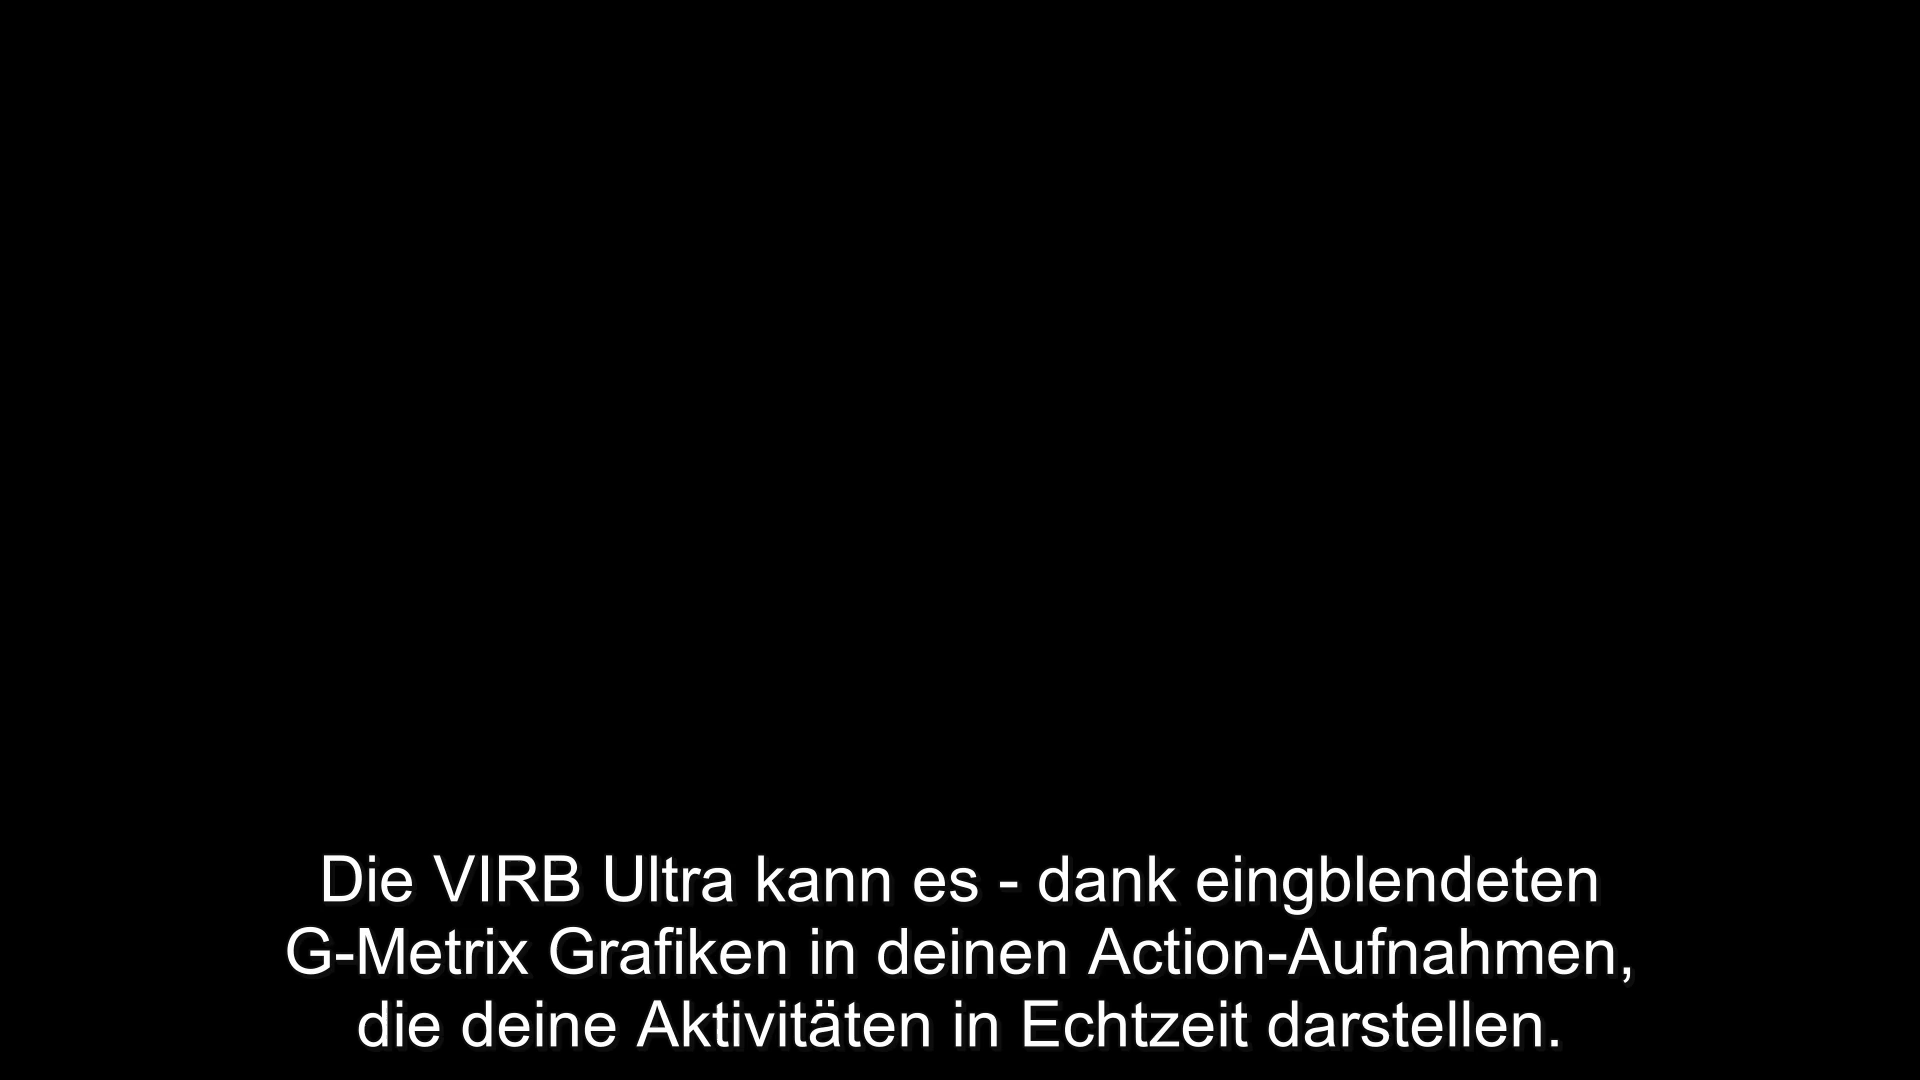 Die VIRB Ultra kann es - dank eingblendeten
G-Metrix Grafiken in deinen Action-Aufnahmen,
die deine Aktivitäten in Echtzeit darstellen.